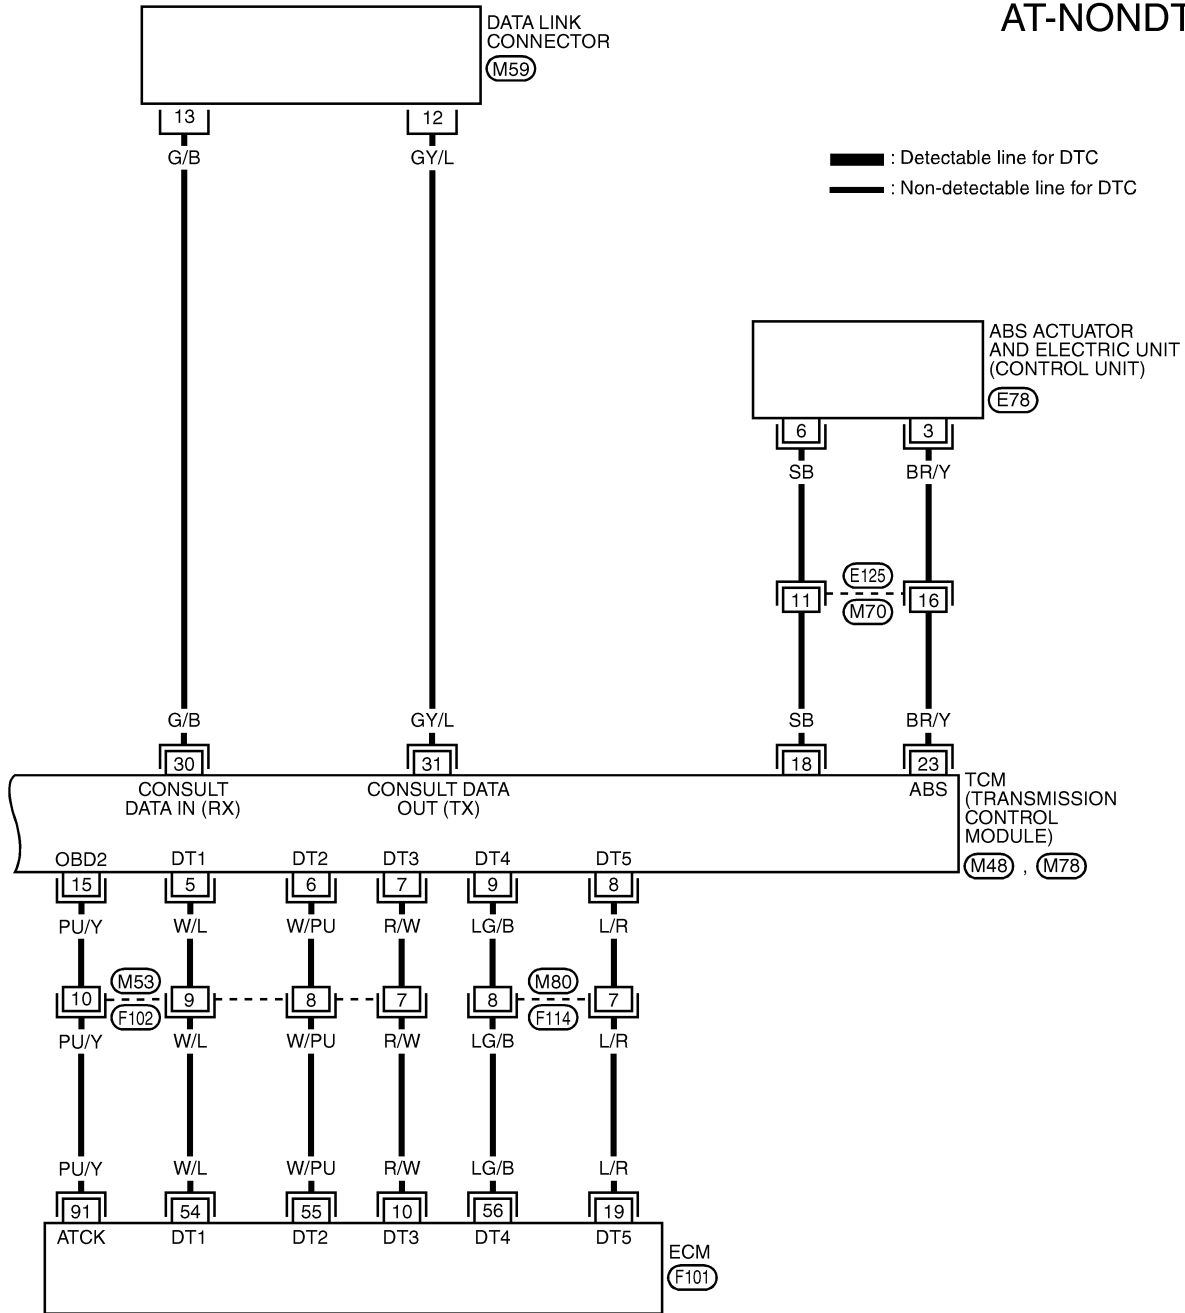 AT-NONDT
DATA LINK
CONNECTOR
M59
13 12
G/B GY/L
: Detectable line for DTC
: Non-detectable line for DTC
ABS ACTUATOR
AND ELECTRIC UNIT
(CONTROL UNIT)
E78
6 3
SB BR/Y
E125
11 16
M70
G/B GY/L SB BR/Y
30 31 18 23
CONSULT
DATA IN (RX)
CONSULT DATA
OUT (TX)
ABS
TCM
(TRANSMISSION
CONTROL
MODULE)
M48 , M78
OBD2 DT1 DT2 DT3 DT4 DT5
15 5 6 7 9 8
PU/Y W/L W/PU R/W LG/B L/R
M53 M80
10 9 8 7 8 7
F102 F114
PU/Y W/L W/PU R/W LG/B L/R
PU/Y W/L W/PU R/W LG/B L/R
91 54 55 10 56 19
ATCK DT1 DT2 DT3 DT4 DT5
ECM
F101